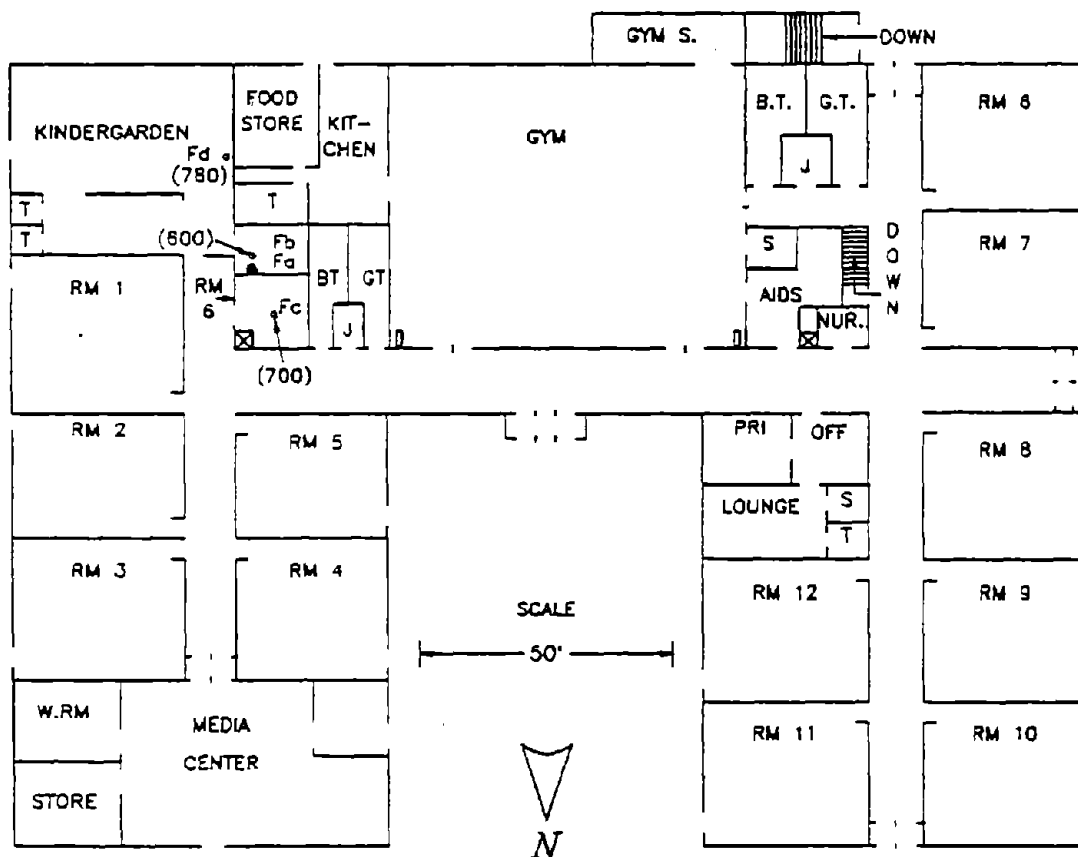 GYM S.
DOWN
FOOD
STORE
KIT-
CHEN
B.T.
G.T.
RM 6
KINDERGARDEN
GYM
Fd
(780)
J
T
T
T
(600)
Fb
Fa
S
D
O
W
N
RM 7
RM 1
RM
6
BT
GT
AIDS
Fc
J
NUR.
(700)
RM 2
RM 5
PRI
OFF
RM 8
LOUNGE
S
T
RM 3
RM 4
RM 12
RM 9
SCALE
50'
W.RM
MEDIA
CENTER
RM 11
RM 10
STORE
N